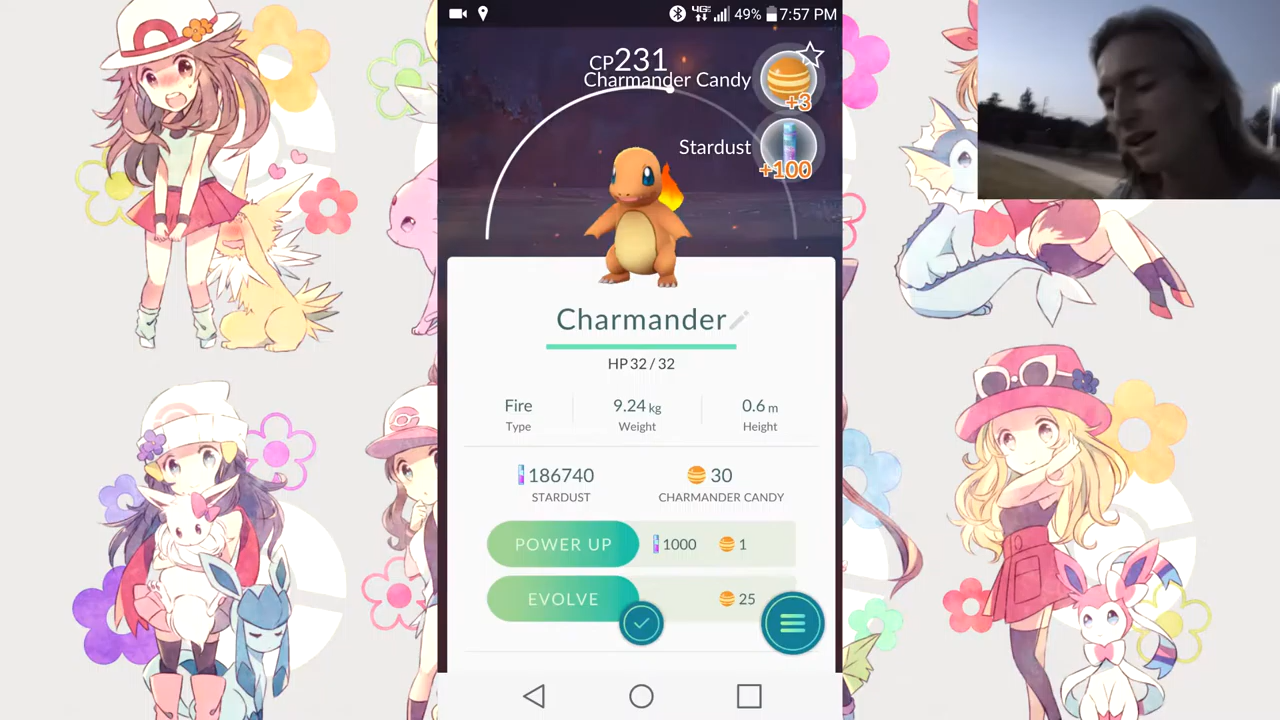 4G 49% 7:57 PM
CP231
Charmander Candy
+3
Stardust
+100
Charmander
HP 32 / 32
Fire 9.24 kg 0.6 m
Type Weight Height
186740 30
STARDUST CHARMANDER CANDY
POWER UP 1000 1
EVOLVE 25